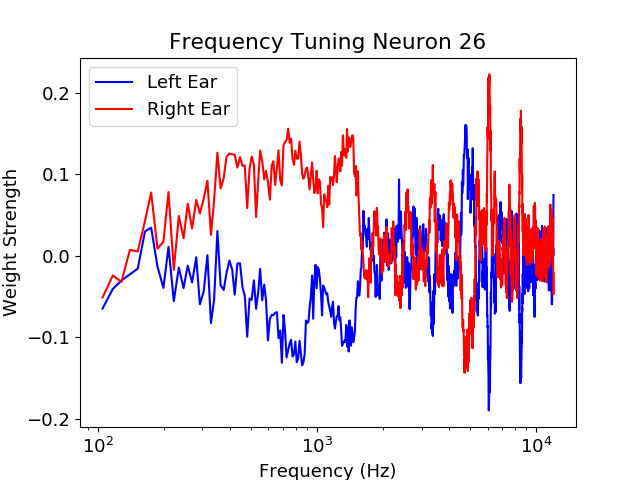 Frequency Tuning Neuron 26
Left Ear
Right Ear
Weight Strength
0.2
0.1
0.0
−0.1
−0.2
10²
10³
10⁴
Frequency (Hz)